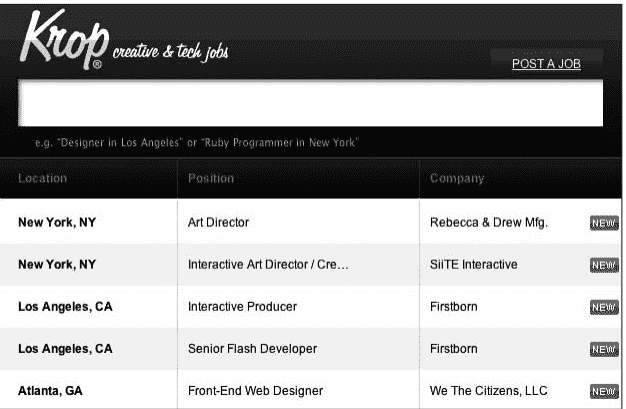 Krop® creative & tech jobs
POST A JOB
e.g. “Designer in Los Angeles” or “Ruby Programmer in New York”
Location Position Company
New York, NY Art Director Rebecca & Drew Mfg. NEW
New York, NY Interactive Art Director / Cre… SiiTE Interactive NEW
Los Angeles, CA Interactive Producer Firstborn NEW
Los Angeles, CA Senior Flash Developer Firstborn NEW
Atlanta, GA Front-End Web Designer We The Citizens, LLC NEW